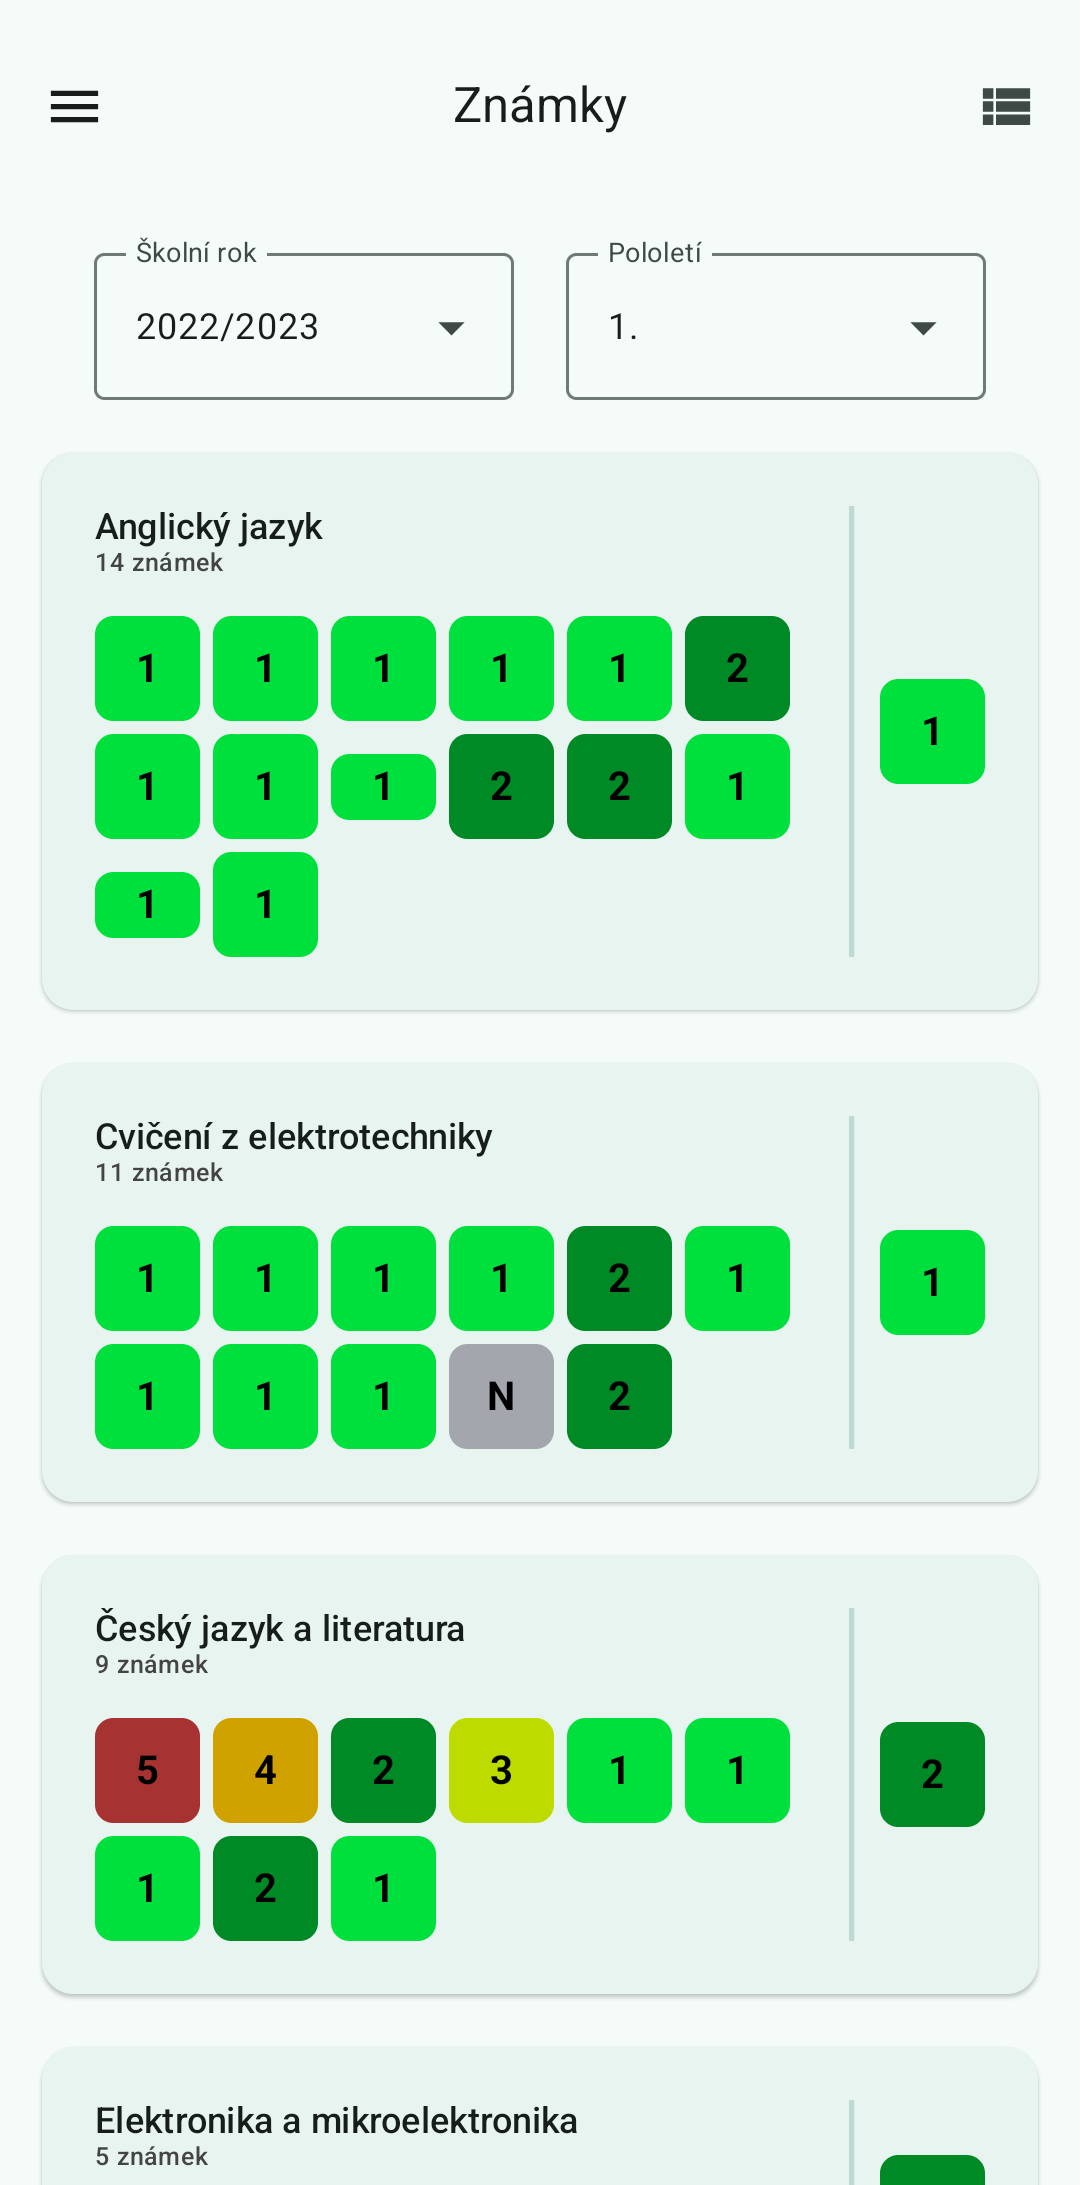 Známky
Školní rok
Pololetí
2022/2023
1.
Anglický jazyk
14 známek
1 1 1 1 1 2
1 1 1 2 2 1
1 1
1
Cvičení z elektrotechniky
11 známek
1 1 1 1 2 1
1 1 1 N 2
1
Český jazyk a literatura
9 známek
5 4 2 3 1 1
1 2 1
2
Elektronika a mikroelektronika
5 známek